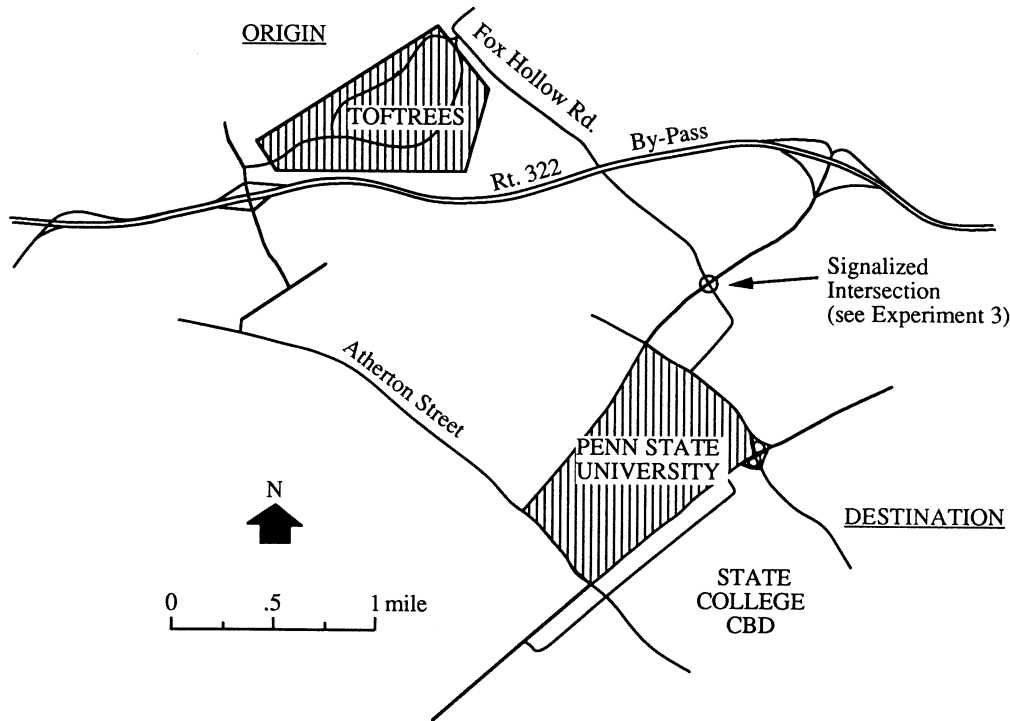 ORIGIN
Fox Hollow Rd.
TOFTREES
By-Pass
Rt. 322
Signalized
Intersection
(see Experiment 3)
Atherton Street
PENN STATE
UNIVERSITY
N
DESTINATION
STATE
COLLEGE
CBD
0 .5 1 mile